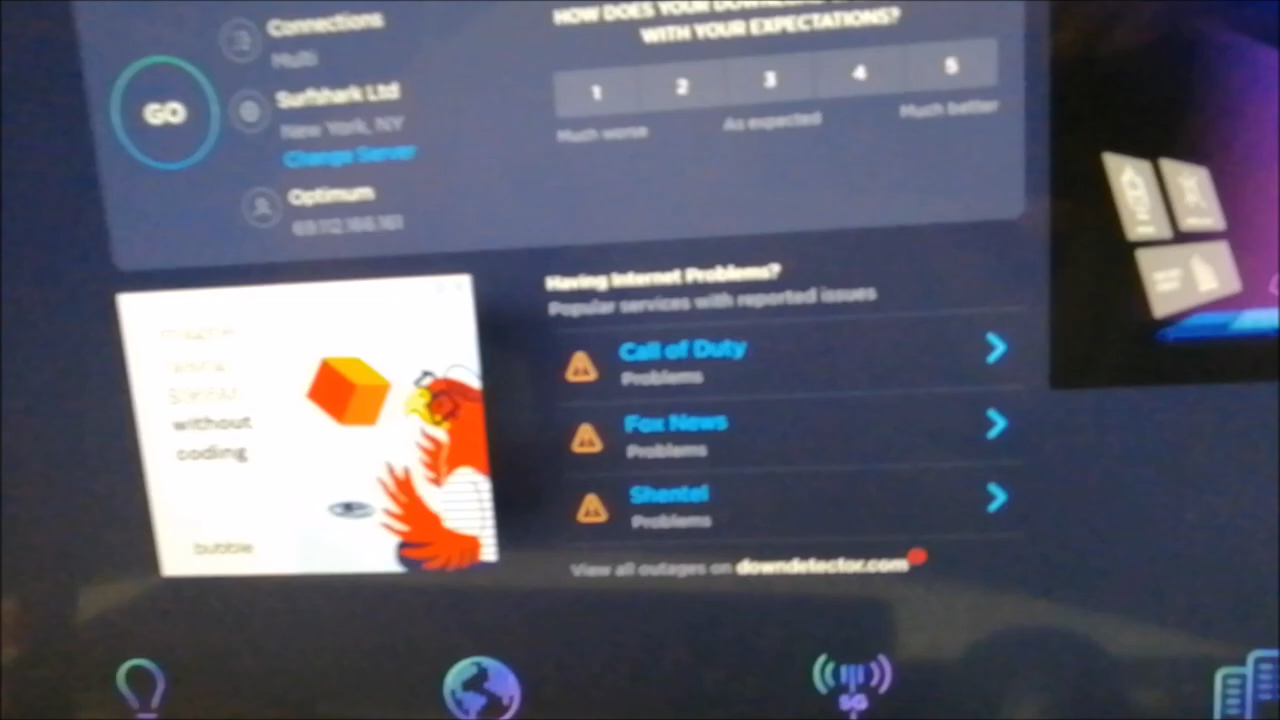 Connections
Multi
GO
Surfshark Ltd
New York, NY
Change Server
Optimum
HOW DOES YOUR DOWNLOAD
WITH YOUR EXPECTATIONS?
1 2 3 4 5
Much worse As expected Much better
Having Internet Problems?
Popular services with reported issues
Call of Duty
Problems
Fox News
Problems
Shentel
Problems
View all outages on downdetector.com
without
coding
bubble
5G